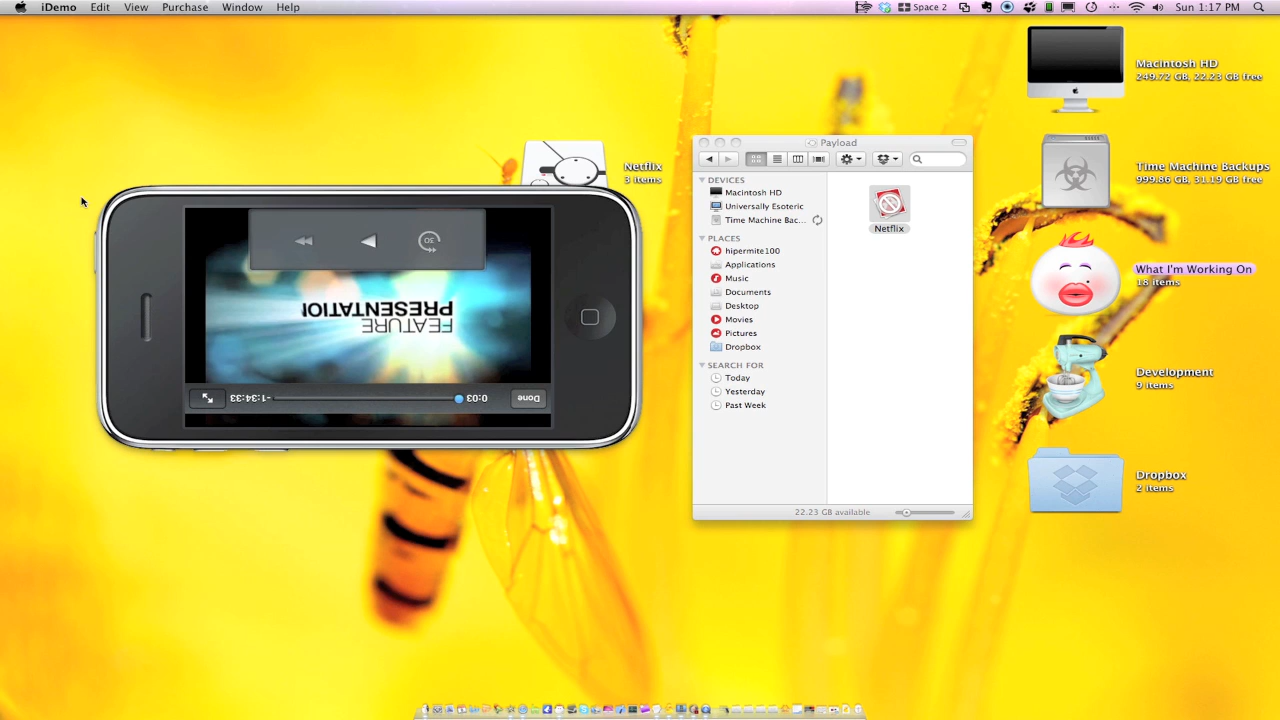 iDemo Edit View Purchase Window Help
Space 2
Sun 1:17 PM
Macintosh HD
249.72 GB, 22.23 GB free
Time Machine Backups
999.86 GB, 31.19 GB free
What I'm Working On
18 items
Development
9 items
Dropbox
2 items
Netflix
3 items
30
FEATURE
PRESENTATION
Done
0:03
-1:34:33
Payload
DEVICES
Macintosh HD
Universally Esoteric
Time Machine Bac...
PLACES
hipermite100
Applications
Music
Documents
Desktop
Movies
Pictures
Dropbox
SEARCH FOR
Today
Yesterday
Past Week
Netflix
22.23 GB available